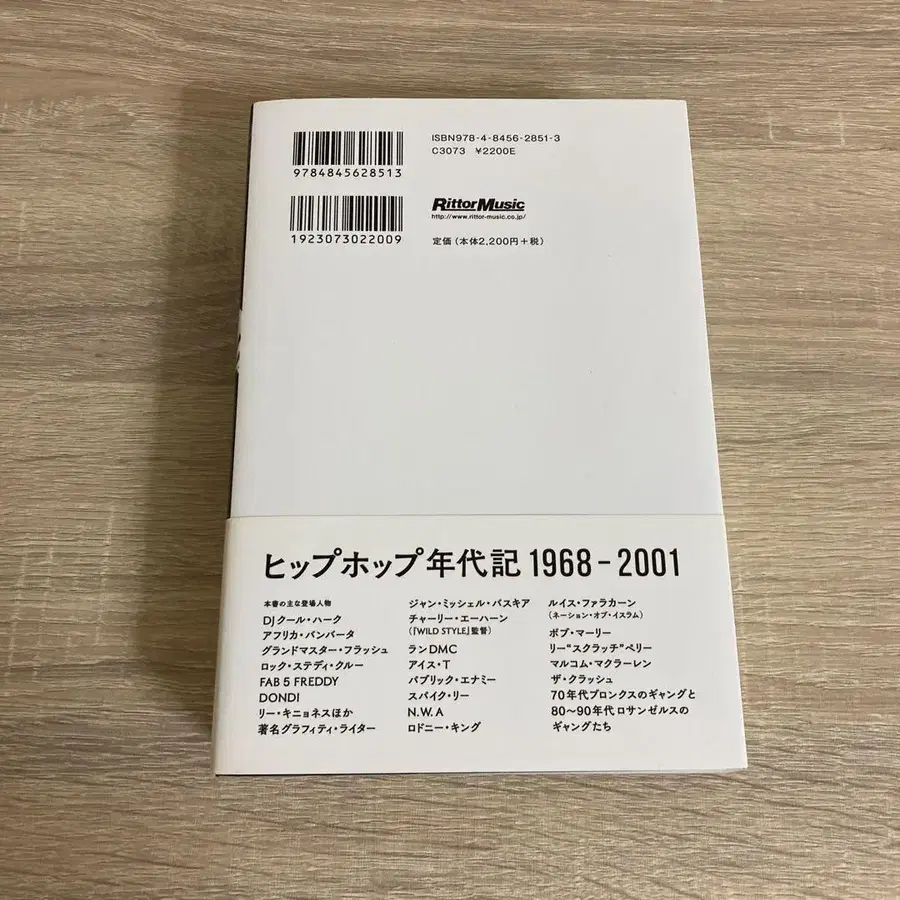 ISBN978-4-8456-2851-3
C3073 ¥2200E
9784845628513
Rittor Music
http://www.rittor-music.co.jp/
1923073022009
定価(本体2,200円+税)
ヒップホップ年代記 1968-2001
本書の主な登場人物
DJ クール・ハーク
アフリカ・バンバータ
グランドマスター・フラッシュ
ロック・ステディ・クルー
FAB 5 FREDDY
DONDI
リー・キニョネスほか
著名グラフィティ・ライター
ジャン・ミッシェル・バスキア
チャーリー・エーハーン
(『WILD STYLE』監督)
ラン DMC
アイス・T
パブリック・エナミー
スパイク・リー
N.W.A
ロドニー・キング
ルイス・ファラカーン
(ネーション・オブ・イスラム)
ボブ・マーリー
リー“スクラッチ”ペリー
マルコム・マクラーレン
ザ・クラッシュ
70年代ブロンクスのギャングと
80〜90年代ロサンゼルスの
ギャングたち